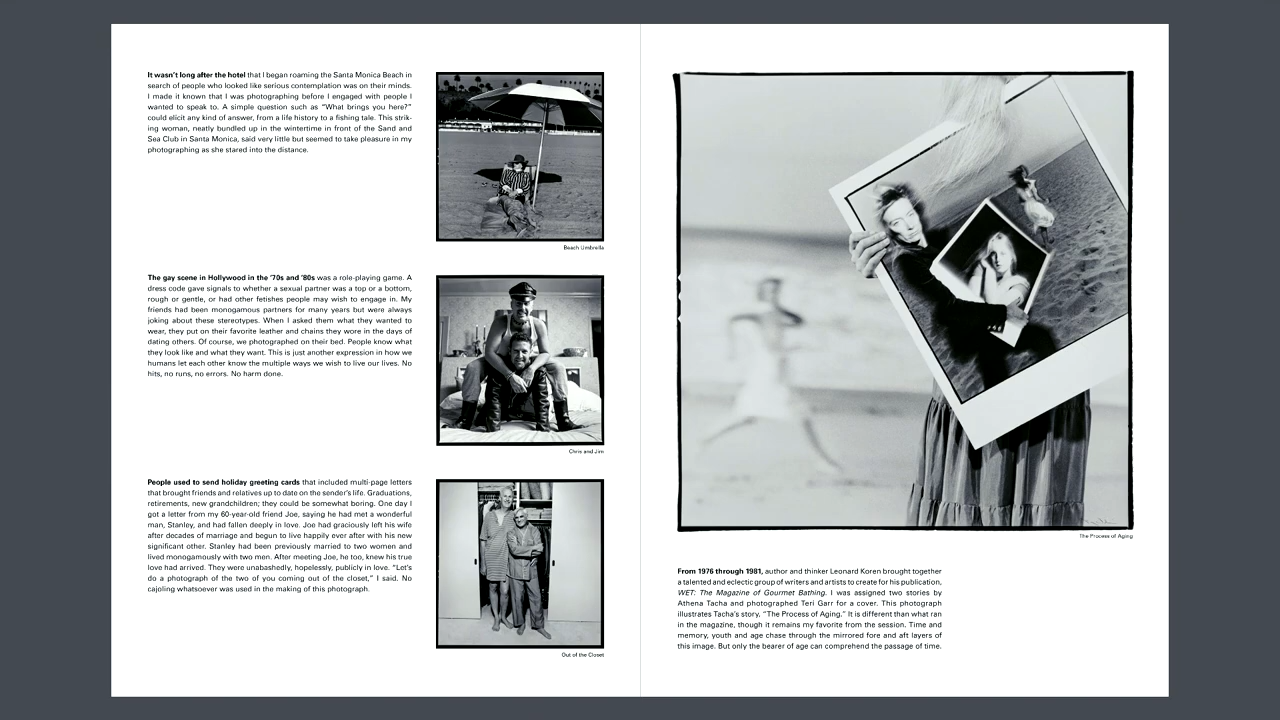 It wasn't long after the hotel that I began roaming the Santa Monica Beach in
search of people who looked like serious contemplation was on their minds.
I made it known that I was photographing before I engaged with people I
wanted to speak to. A simple question such as “What brings you here?”
could elicit any kind of answer, from a life history to a fishing tale. This strik-
ing woman, neatly bundled up in the wintertime in front of the Sand and
Sea Club in Santa Monica, said very little but seemed to take pleasure in my
photographing as she stared into the distance.
Beach Umbrella
The gay scene in Hollywood in the ’70s and ’80s was a role-playing game. A
dress code gave signals to whether a sexual partner was a top or a bottom,
rough or gentle, or had other fetishes people may wish to engage in. My
friends had been monogamous partners for many years but were always
joking about these stereotypes. When I asked them what they wanted to
wear, they put on their favorite leather and chains they wore in the days of
dating others. Of course, we photographed on their bed. People know what
they look like and what they want. This is just another expression in how we
humans let each other know the multiple ways we wish to live our lives. No
hits, no runs, no errors. No harm done.
Chris and Jim
People used to send holiday greeting cards that included multi-page letters
that brought friends and relatives up to date on the sender's life. Graduations,
retirements, new grandchildren; they could be somewhat boring. One day I
got a letter from my 60-year-old friend Joe, saying he had met a wonderful
man, Stanley, and had fallen deeply in love. Joe had graciously left his wife
after decades of marriage and begun to live happily ever after with his new
significant other. Stanley had been previously married to two women and
lived monogamously with two men. After meeting Joe, he too, knew his true
love had arrived. They were unabashedly, hopelessly, publicly in love. “Let's
do a photograph of the two of you coming out of the closet,” I said. No
cajoling whatsoever was used in the making of this photograph.
Out of the Closet
The Process of Aging
From 1976 through 1981, author and thinker Leonard Koren brought together
a talented and eclectic group of writers and artists to create for his publication,
WET: The Magazine of Gourmet Bathing. I was assigned two stories by
Athena Tacha and photographed Teri Garr for a cover. This photograph
illustrates Tacha's story. “The Process of Aging.” It is different than what ran
in the magazine, though it remains my favorite from the session. Time and
memory, youth and age chase through the mirrored fore and aft layers of
this image. But only the bearer of age can comprehend the passage of time.